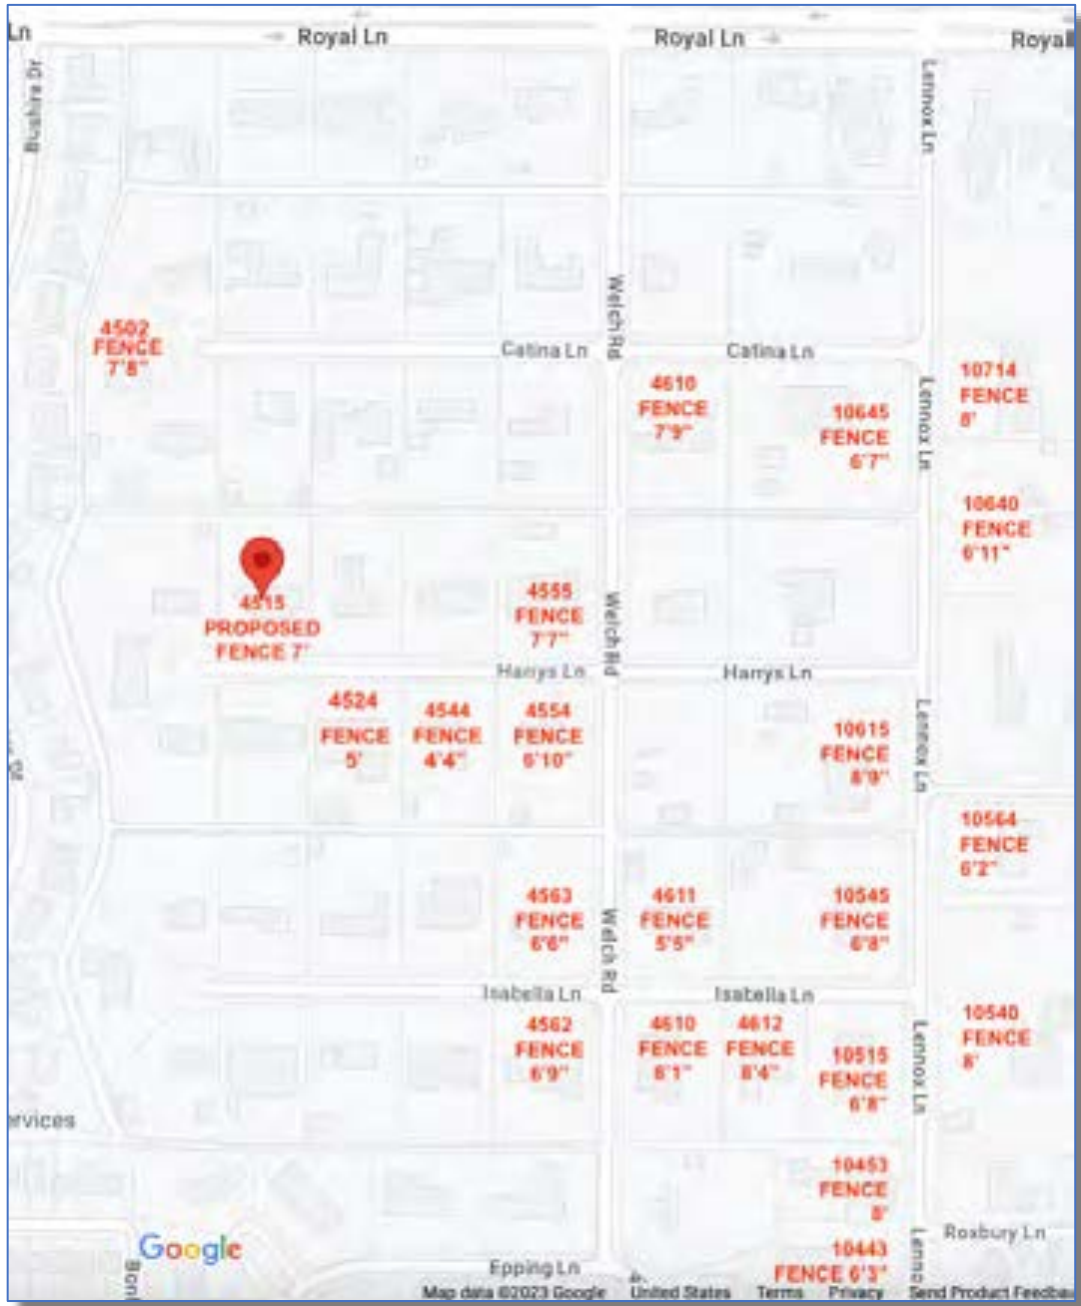 Ln
Royal Ln
Royal Ln
Royal
Bushire Dr
Lennox Ln
Welch Rd
4502
FENCE
7'8"
Catina Ln
Catina Ln
4610
FENCE
7'9"
10645
FENCE
6'7"
Lennox Ln
10714
FENCE
8'
10640
FENCE
6'11"
4515
PROPOSED
FENCE 7'
4555
FENCE
7'7"
Welch Rd
Harrys Ln
Harrys Ln
4524
FENCE
5'
4544
FENCE
4'4"
4554
FENCE
6'10"
10615
FENCE
8'9"
Lennox Ln
10564
FENCE
6'2"
4563
FENCE
6'6"
Welch Rd
4611
FENCE
5'5"
10545
FENCE
6'8"
Isabella Ln
Isabella Ln
4562
FENCE
6'9"
4610
FENCE
4612
FENCE
10515
FENCE
6'8"
Lennox Ln
10540
FENCE
8'
ervices
10453
FENCE
8'
10443
FENCE 6'3"
Lenno
Roxbury Ln
Google
Epping Ln
Map data ©2023 Google
United States
Terms
Privacy
Send Product Feedba